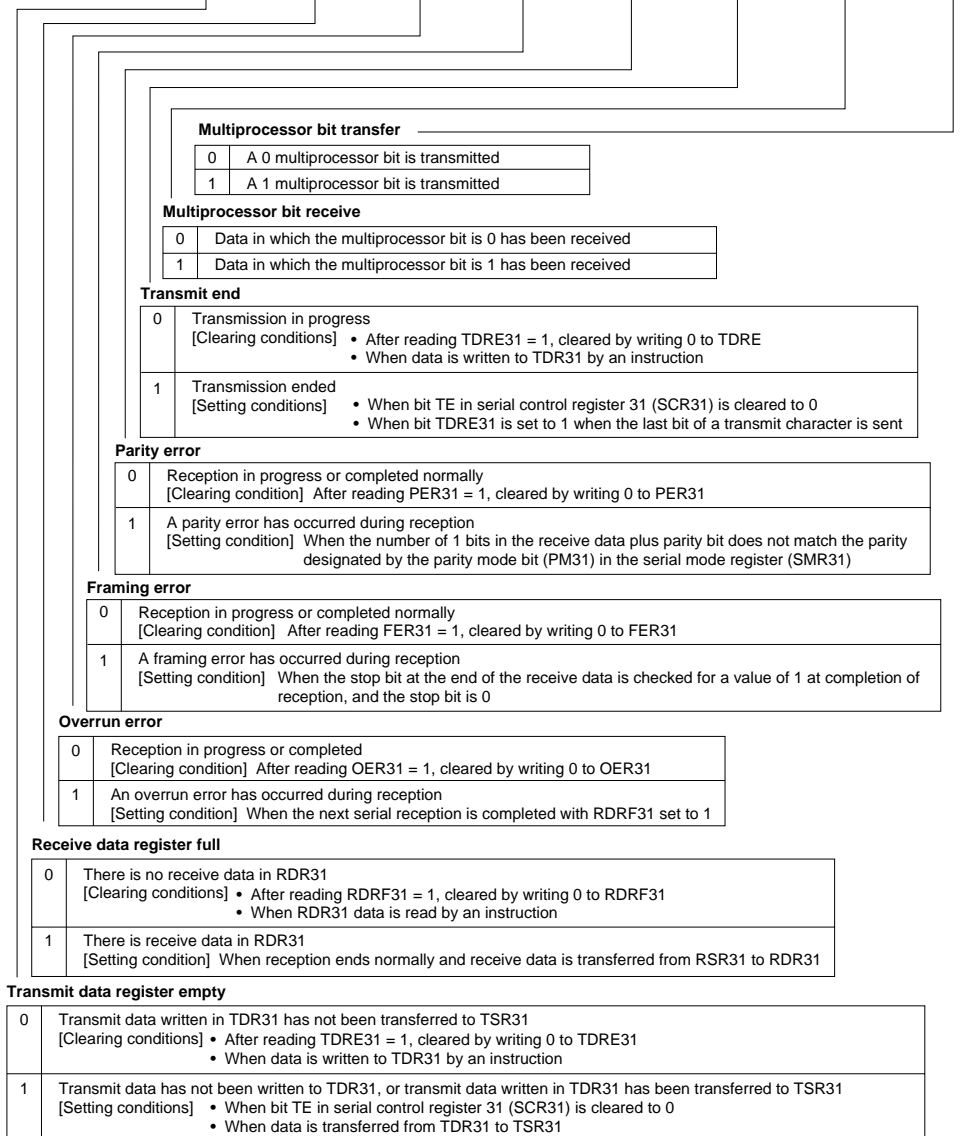 Multiprocessor bit transfer
0 A 0 multiprocessor bit is transmitted
1 A 1 multiprocessor bit is transmitted
Multiprocessor bit receive
0 Data in which the multiprocessor bit is 0 has been received
1 Data in which the multiprocessor bit is 1 has been received
Transmit end
0 Transmission in progress
[Clearing conditions] • After reading TDRE31 = 1, cleared by writing 0 to TDRE
• When data is written to TDR31 by an instruction
1 Transmission ended
[Setting conditions] • When bit TE in serial control register 31 (SCR31) is cleared to 0
• When bit TDRE31 is set to 1 when the last bit of a transmit character is sent
Parity error
0 Reception in progress or completed normally
[Clearing condition] After reading PER31 = 1, cleared by writing 0 to PER31
1 A parity error has occurred during reception
[Setting condition] When the number of 1 bits in the receive data plus parity bit does not match the parity
designated by the parity mode bit (PM31) in the serial mode register (SMR31)
Framing error
0 Reception in progress or completed normally
[Clearing condition] After reading FER31 = 1, cleared by writing 0 to FER31
1 A framing error has occurred during reception
[Setting condition] When the stop bit at the end of the receive data is checked for a value of 1 at completion of
reception, and the stop bit is 0
Overrun error
0 Reception in progress or completed
[Clearing condition] After reading OER31 = 1, cleared by writing 0 to OER31
1 An overrun error has occurred during reception
[Setting condition] When the next serial reception is completed with RDRF31 set to 1
Receive data register full
0 There is no receive data in RDR31
[Clearing conditions] • After reading RDRF31 = 1, cleared by writing 0 to RDRF31
• When RDR31 data is read by an instruction
1 There is receive data in RDR31
[Setting condition] When reception ends normally and receive data is transferred from RSR31 to RDR31
Transmit data register empty
0 Transmit data written in TDR31 has not been transferred to TSR31
[Clearing conditions] • After reading TDRE31 = 1, cleared by writing 0 to TDRE31
• When data is written to TDR31 by an instruction
1 Transmit data has not been written to TDR31, or transmit data written in TDR31 has been transferred to TSR31
[Setting conditions] • When bit TE in serial control register 31 (SCR31) is cleared to 0
• When data is transferred from TDR31 to TSR31